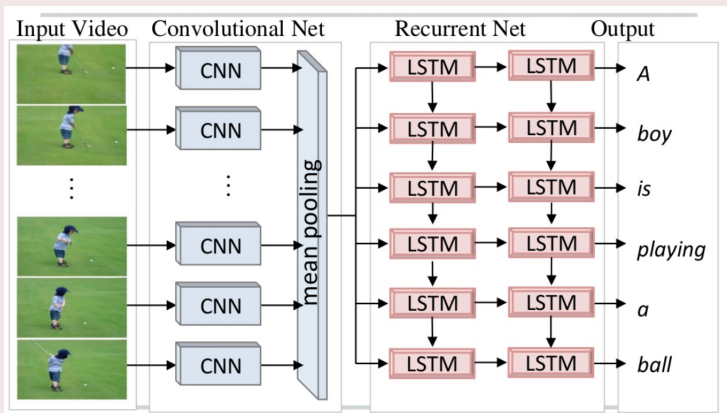 Input Video Convolutional Net Recurrent Net Output
CNN LSTM LSTM A
CNN LSTM LSTM boy
⋮ ⋮ LSTM LSTM is
CNN LSTM LSTM playing
CNN LSTM LSTM a
CNN LSTM LSTM ball
mean pooling